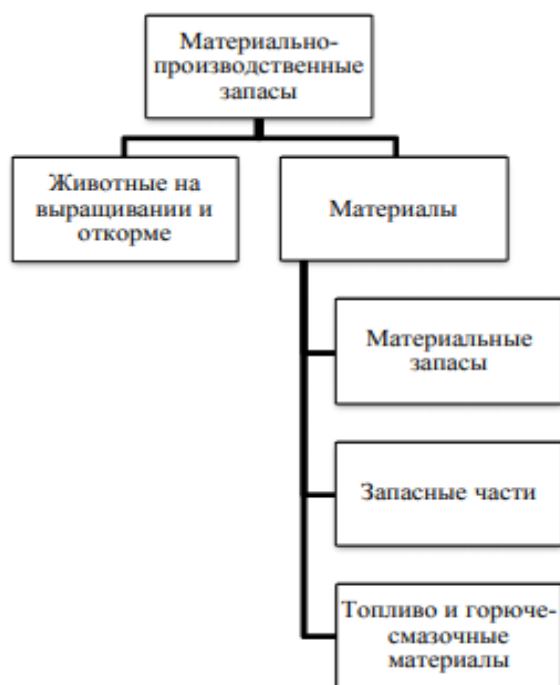 Материально-
производственные
запасы
Животные на
выращивании и
откорме
Материалы
Материальные
запасы
Запасные части
Топливо и горюче-
смазочные
материалы